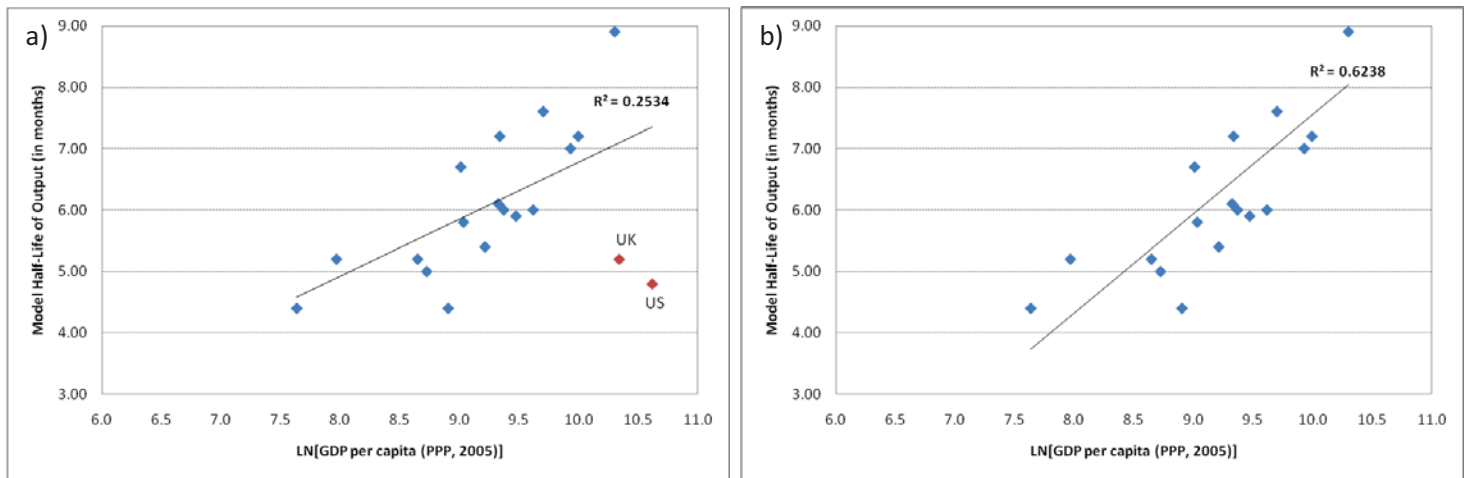 a)
9.00
8.00
7.00
6.00
5.00
4.00
3.00
Model Half-Life of Output (in months)
R² = 0.2534
UK
US
6.0 7.0 7.5 8.0 8.5 9.0 9.5 10.0 10.5 11.0
LN[GDP per capita (PPP, 2005)]
b)
9.00
8.00
7.00
6.00
5.00
4.00
3.00
Model Half-Life of Output (in months)
R² = 0.6238
6.0 7.0 7.5 8.0 8.5 9.0 9.5 10.0 10.5 11.0
LN[GDP per capita (PPP, 2005)]